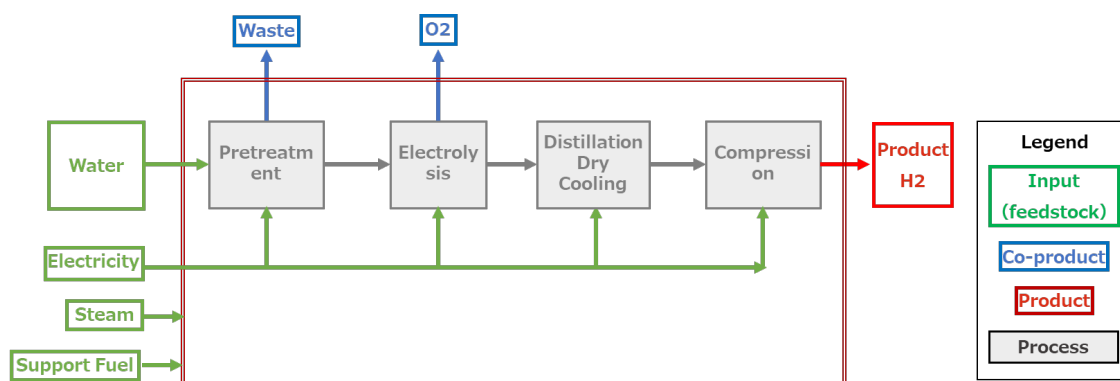 Waste
O2
Water
Pretreatm
ent
Electroly
sis
Distillation
Dry
Cooling
Compressi
on
Product
H2
Electricity
Steam
Support Fuel
Legend
Input
(feedstock)
Co-product
Product
Process